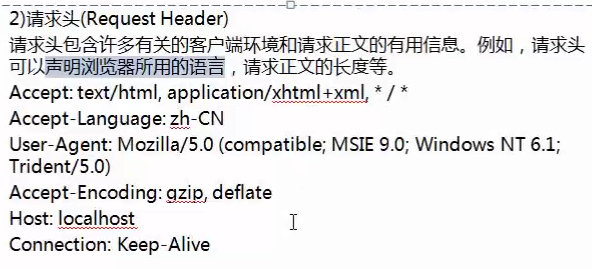 2)请求头(Request Header)
请求头包含许多有关的客户端环境和请求正文的有用信息。例如，请求头
可以声明浏览器所用的语言，请求正文的长度等。
Accept: text/html, application/xhtml+xml, * / *
Accept-Language: zh-CN
User-Agent: Mozilla/5.0 (compatible; MSIE 9.0; Windows NT 6.1;
Trident/5.0)
Accept-Encoding: gzip, deflate
Host: localhost
Connection: Keep-Alive